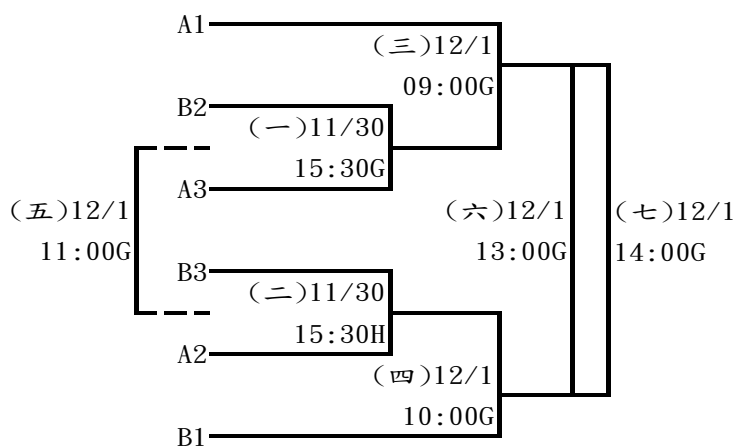 A1
(三)12/1
09:00G
B2
(一)11/30
15:30G
A3
(五)12/1
11:00G
(六)12/1
13:00G
(七)12/1
14:00G
B3
(二)11/30
15:30H
A2
(四)12/1
10:00G
B1